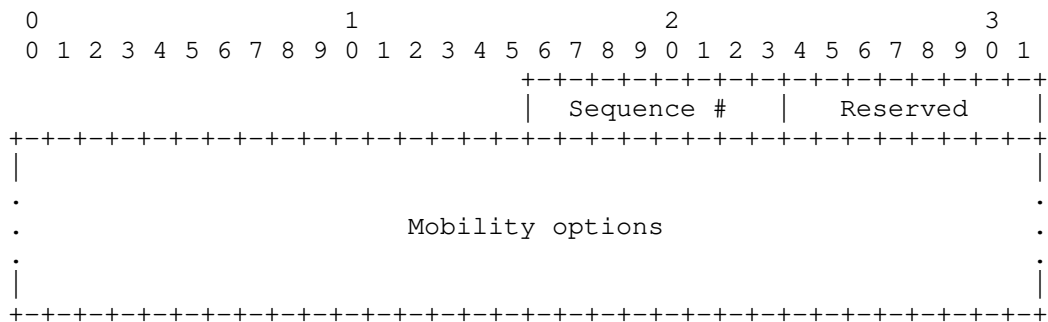 0                   1                   2                   3
 0 1 2 3 4 5 6 7 8 9 0 1 2 3 4 5 6 7 8 9 0 1 2 3 4 5 6 7 8 9 0 1
                                +-+-+-+-+-+-+-+-+-+-+-+-+-+-+-+-+
                                |  Sequence #   |   Reserved    |
+-+-+-+-+-+-+-+-+-+-+-+-+-+-+-+-+-+-+-+-+-+-+-+-+-+-+-+-+-+-+-+-+
|                                                               |
.                                                               .
.                        Mobility options                       .
.                                                               .
|                                                               |
+-+-+-+-+-+-+-+-+-+-+-+-+-+-+-+-+-+-+-+-+-+-+-+-+-+-+-+-+-+-+-+-+